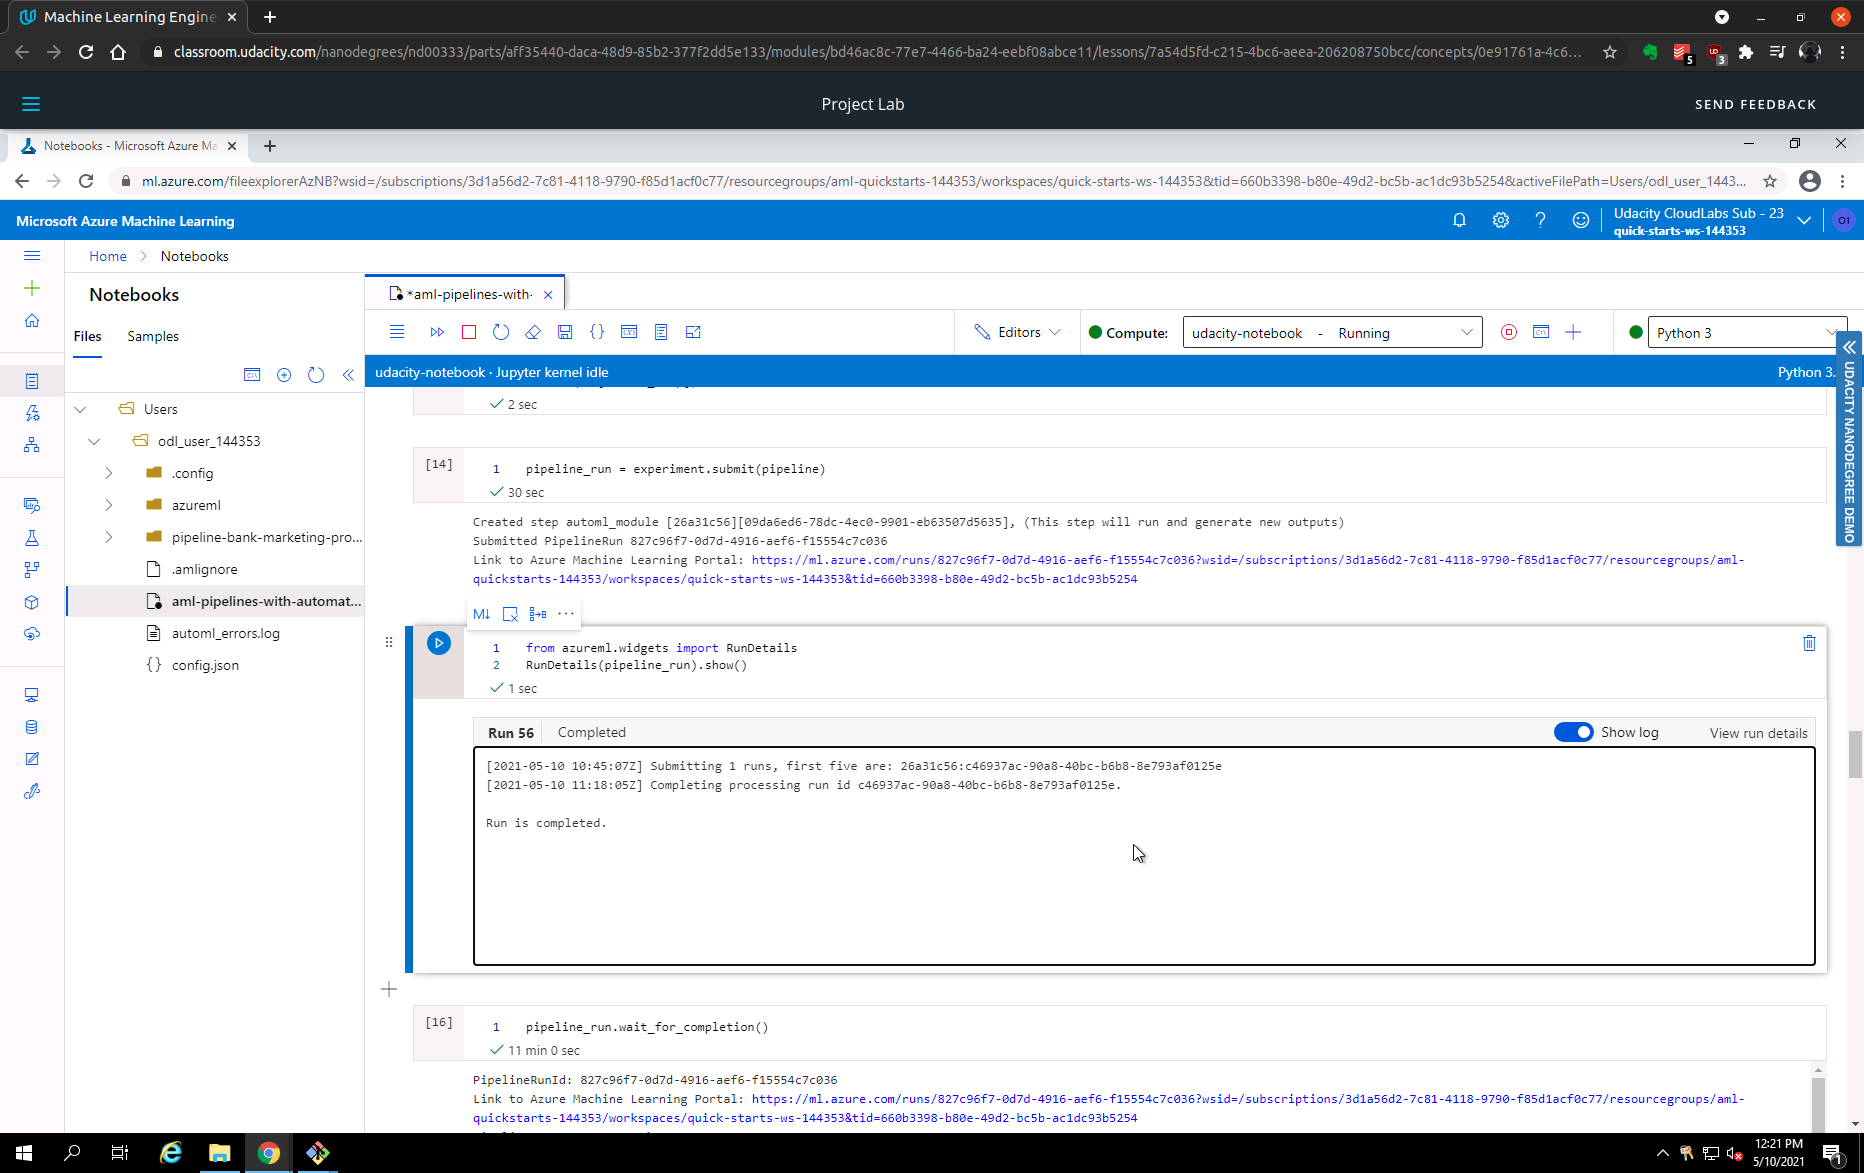 Machine Learning Engine
classroom.udacity.com/nanodegrees/nd00333/parts/aff35440-daca-48d9-85b2-377f2dd5e133/modules/bd46ac8c-77e7-4466-ba24-eebf08abce11/lessons/7a54d5fd-c215-4bc6-aeea-206208750bcc/concepts/0e91761a-4c6...
5
3
Project Lab
SEND FEEDBACK
Notebooks - Microsoft Azure Ma
ml.azure.com/fileexplorerAzNB?wsid=/subscriptions/3d1a56d2-7c81-4118-9790-f85d1acf0c77/resourcegroups/aml-quickstarts-144353/workspaces/quick-starts-ws-144353&tid=660b3398-b80e-49d2-bc5b-ac1dc93b5254&activeFilePath=Users/odl_user_1443...
Microsoft Azure Machine Learning
Udacity CloudLabs Sub - 23
quick-starts-ws-144353
O1
Home > Notebooks
Notebooks
*aml-pipelines-with-
Files
Samples
Editors
Compute:
udacity-notebook - Running
Python 3
udacity-notebook · Jupyter kernel idle
Python 3.
UDACITY NANODEGREE DEMO
Users
odl_user_144353
.config
azureml
pipeline-bank-marketing-pro...
.amlignore
aml-pipelines-with-automat...
automl_errors.log
{} config.json
2 sec
[14]
1 pipeline_run = experiment.submit(pipeline)
30 sec
Created step automl_module [26a31c56][09da6ed6-78dc-4ec0-9901-eb63507d5635], (This step will run and generate new outputs)
Submitted PipelineRun 827c96f7-0d7d-4916-aef6-f15554c7c036
Link to Azure Machine Learning Portal: https://ml.azure.com/runs/827c96f7-0d7d-4916-aef6-f15554c7c036?wsid=/subscriptions/3d1a56d2-7c81-4118-9790-f85d1acf0c77/resourcegroups/aml-
quickstarts-144353/workspaces/quick-starts-ws-144353&tid=660b3398-b80e-49d2-bc5b-ac1dc93b5254
M↓
1 from azureml.widgets import RunDetails
2 RunDetails(pipeline_run).show()
1 sec
Run 56
Completed
Show log
View run details
[2021-05-10 10:45:07Z] Submitting 1 runs, first five are: 26a31c56:c46937ac-90a8-40bc-b6b8-8e793af0125e
[2021-05-10 11:18:05Z] Completing processing run id c46937ac-90a8-40bc-b6b8-8e793af0125e.
Run is completed.
[16]
1 pipeline_run.wait_for_completion()
11 min 0 sec
PipelineRunId: 827c96f7-0d7d-4916-aef6-f15554c7c036
Link to Azure Machine Learning Portal: https://ml.azure.com/runs/827c96f7-0d7d-4916-aef6-f15554c7c036?wsid=/subscriptions/3d1a56d2-7c81-4118-9790-f85d1acf0c77/resourcegroups/aml-
quickstarts-144353/workspaces/quick-starts-ws-144353&tid=660b3398-b80e-49d2-bc5b-ac1dc93b5254
12:21 PM
5/10/2021
1